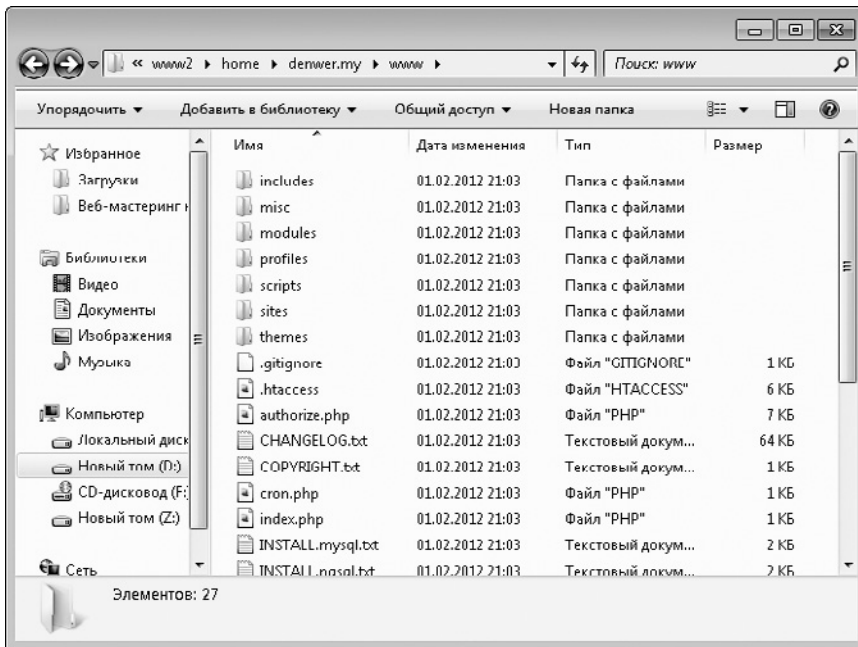 « www2 ▸ home ▸ denwer.my ▸ www ▸ Поиск: www
Упорядочить ▼ Добавить в библиотеку ▼ Общий доступ ▼ Новая папка
Избранное
Загрузки
Веб-мастеринг
Библиотеки
Видео
Документы
Изображения
Музыка
Компьютер
Локальный диск
Новый том (D:)
CD-дисковод (F:
Новый том (Z:)
Сеть
Имя Дата изменения Тип Размер
includes 01.02.2012 21:03 Папка с файлами
misc 01.02.2012 21:03 Папка с файлами
modules 01.02.2012 21:03 Папка с файлами
profiles 01.02.2012 21:03 Папка с файлами
scripts 01.02.2012 21:03 Папка с файлами
sites 01.02.2012 21:03 Папка с файлами
themes 01.02.2012 21:03 Папка с файлами
.gitignore 01.02.2012 21:03 Файл "GITIGNORE" 1 КБ
.htaccess 01.02.2012 21:03 Файл "HTACCESS" 6 КБ
authorize.php 01.02.2012 21:03 Файл "PHP" 7 КБ
CHANGELOG.txt 01.02.2012 21:03 Текстовый докум... 64 КБ
COPYRIGHT.txt 01.02.2012 21:03 Текстовый докум... 1 КБ
cron.php 01.02.2012 21:03 Файл "PHP" 1 КБ
index.php 01.02.2012 21:03 Файл "PHP" 1 КБ
INSTALL.mysql.txt 01.02.2012 21:03 Текстовый докум... 2 КБ
INSTALL.pgsql.txt 01.02.2012 21:03 Текстовый докум... 2 КБ
Элементов: 27